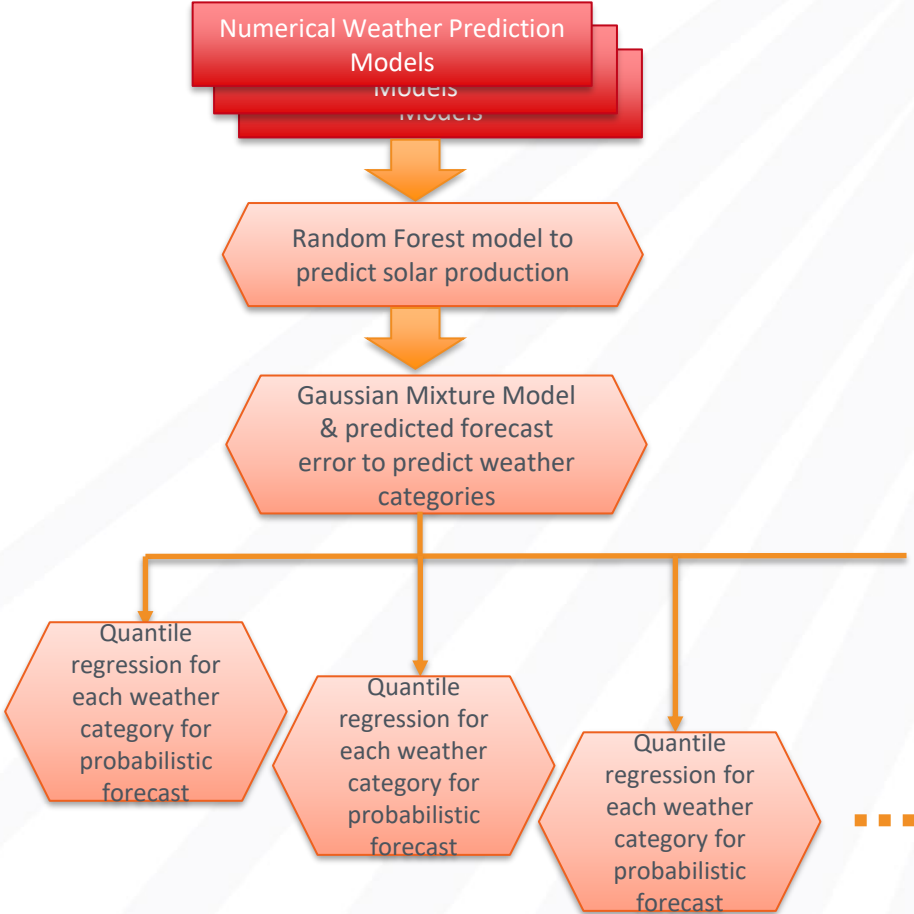 Numerical Weather Prediction
Models
Models
Models
Random Forest model to
predict solar production
Gaussian Mixture Model
& predicted forecast
error to predict weather
categories
Quantile
regression for
each weather
category for
probabilistic
forecast
Quantile
regression for
each weather
category for
probabilistic
forecast
Quantile
regression for
each weather
category for
probabilistic
forecast